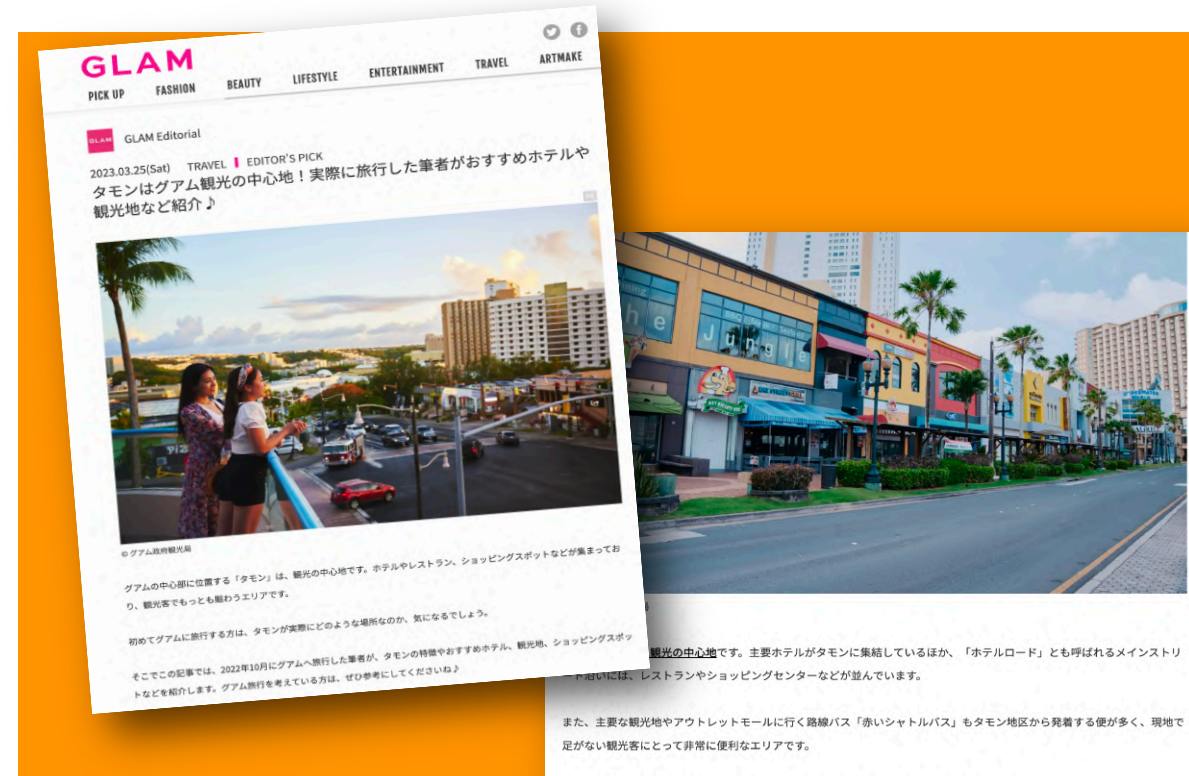 GLAM
PICK UP FASHION BEAUTY LIFESTYLE ENTERTAINMENT TRAVEL ARTMAKE
GLAM
GLAM Editorial
2023.03.25(Sat) TRAVEL EDITOR'S PICK
タモンはグアム観光の中心地！実際に旅行した筆者がおすすめホテルや
観光地など紹介♪
© グアム政府観光局
グアムの中心部に位置する「タモン」は、観光の中心地です。ホテルやレストラン、ショッピングスポットなどが集まってお
り、観光客でもっとも賑わうエリアです。
初めてグアムに旅行する方は、タモンが実際にどのような場所なのか、気になるでしょう。
そこでこの記事では、2022年10月にグアムへ旅行した筆者が、タモンの特徴やおすすめホテル、観光地、ショッピングスポッ
トなどを紹介します。グアム旅行を考えている方は、ぜひ参考にしてくださいね♪
he
Jungle
観光の中心地です。主要ホテルがタモンに集結しているほか、「ホテルロード」とも呼ばれるメインストリ
ート沿いには、レストランやショッピングセンターなどが並んでいます。
また、主要な観光地やアウトレットモールに行く路線バス「赤いシャトルバス」もタモン地区から発着する便が多く、現地で
足がない観光客にとって非常に便利なエリアです。